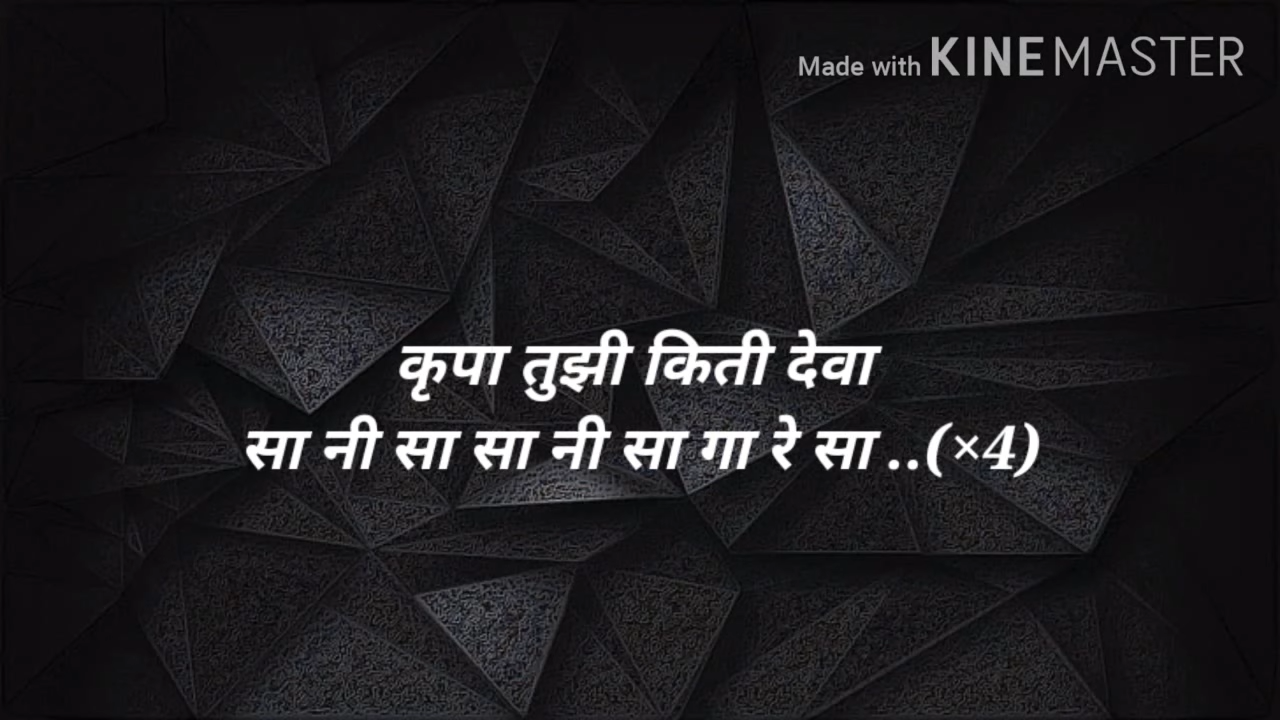 Made with KINEMASTER
कृपा तुझी किती देवा
सा नी सा सा नी सा गा रे सा ..(×4)